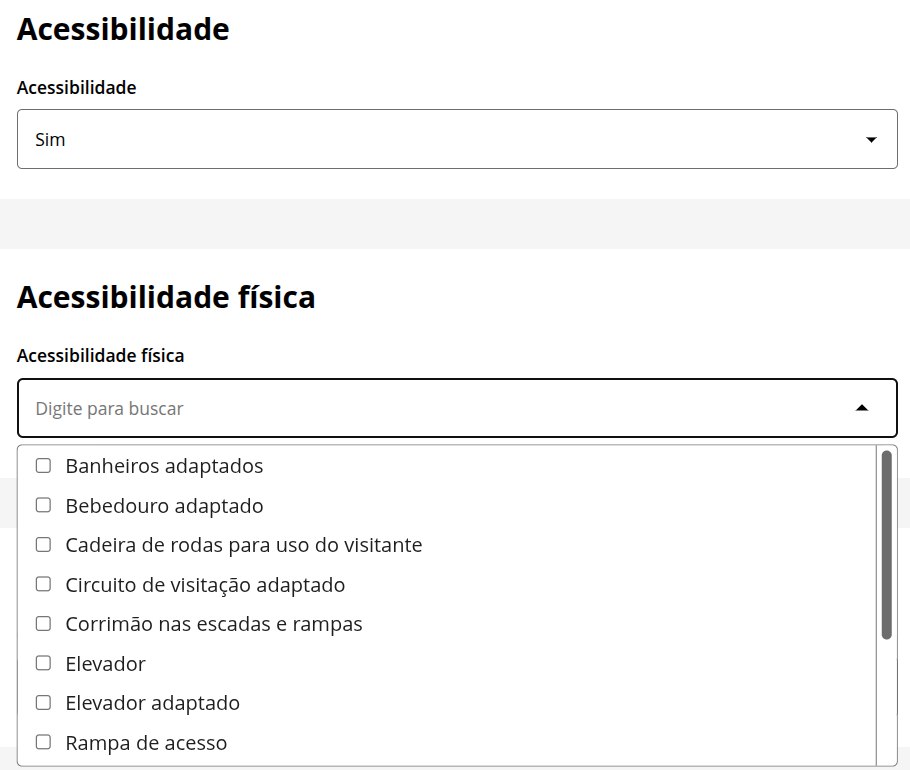 Acessibilidade
Acessibilidade
Sim
Acessibilidade física
Acessibilidade física
Digite para buscar
Banheiros adaptados
Bebedouro adaptado
Cadeira de rodas para uso do visitante
Circuito de visitação adaptado
Corrimão nas escadas e rampas
Elevador
Elevador adaptado
Rampa de acesso